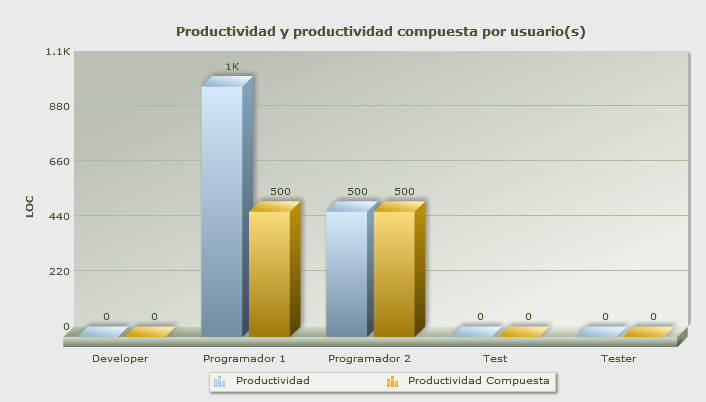 Productividad y productividad compuesta por usuario(s)
1.1K
880
660
440
220
0
LOC
0 0 1K 500 500 500 0 0 0 0
Developer Programador 1 Programador 2 Test Tester
Productividad Productividad Compuesta